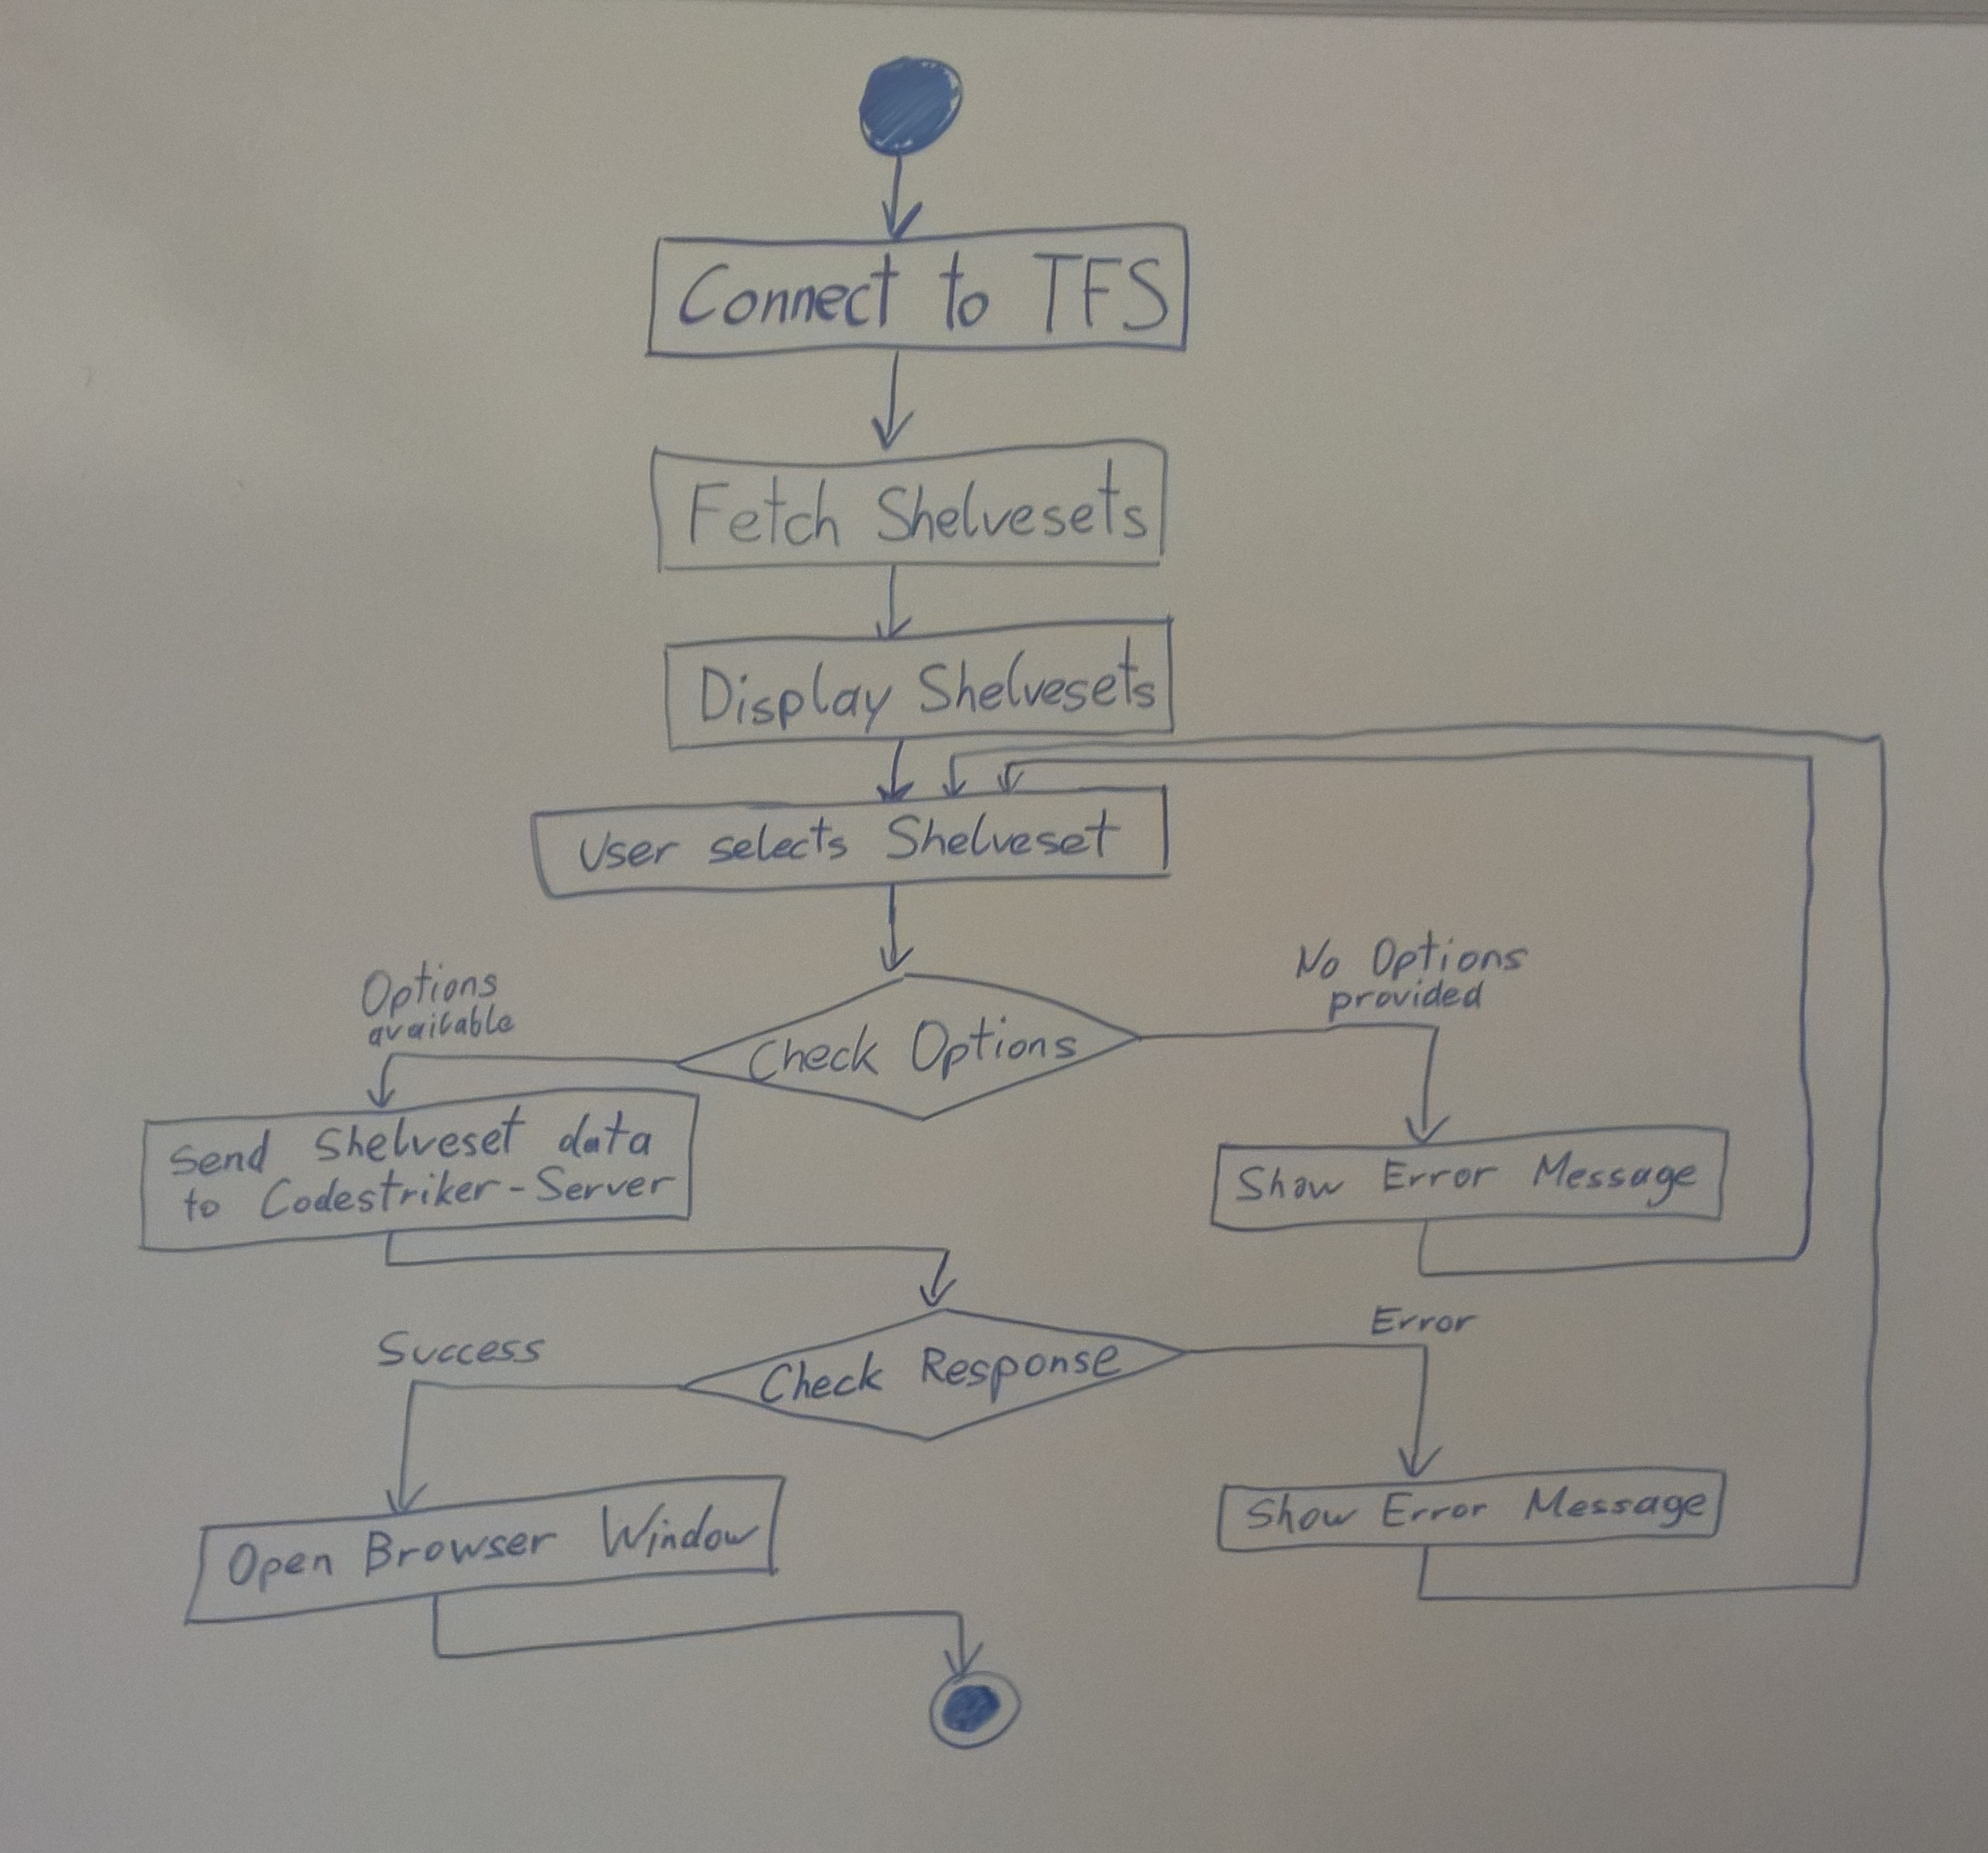 Connect to TFS
Fetch Shelvesets
Display Shelvesets
User selects Shelveset
Options
available
No Options
provided
Check Options
Send Shelveset data
to Codestriker-Server
Show Error Message
Success
Error
Check Response
Open Browser Window
Show Error Message